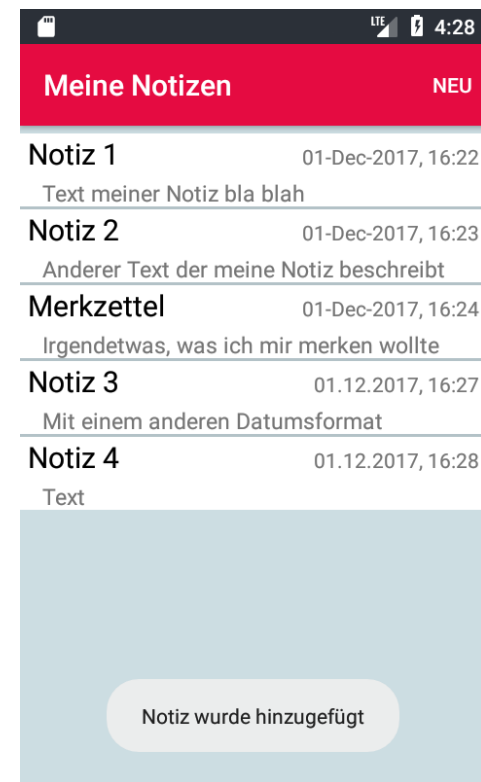 LTE 4:28
Meine Notizen NEU
Notiz 1 01-Dec-2017, 16:22
Text meiner Notiz bla blah
Notiz 2 01-Dec-2017, 16:23
Anderer Text der meine Notiz beschreibt
Merkzettel 01-Dec-2017, 16:24
Irgendetwas, was ich mir merken wollte
Notiz 3 01.12.2017, 16:27
Mit einem anderen Datumsformat
Notiz 4 01.12.2017, 16:28
Text
Notiz wurde hinzugefügt